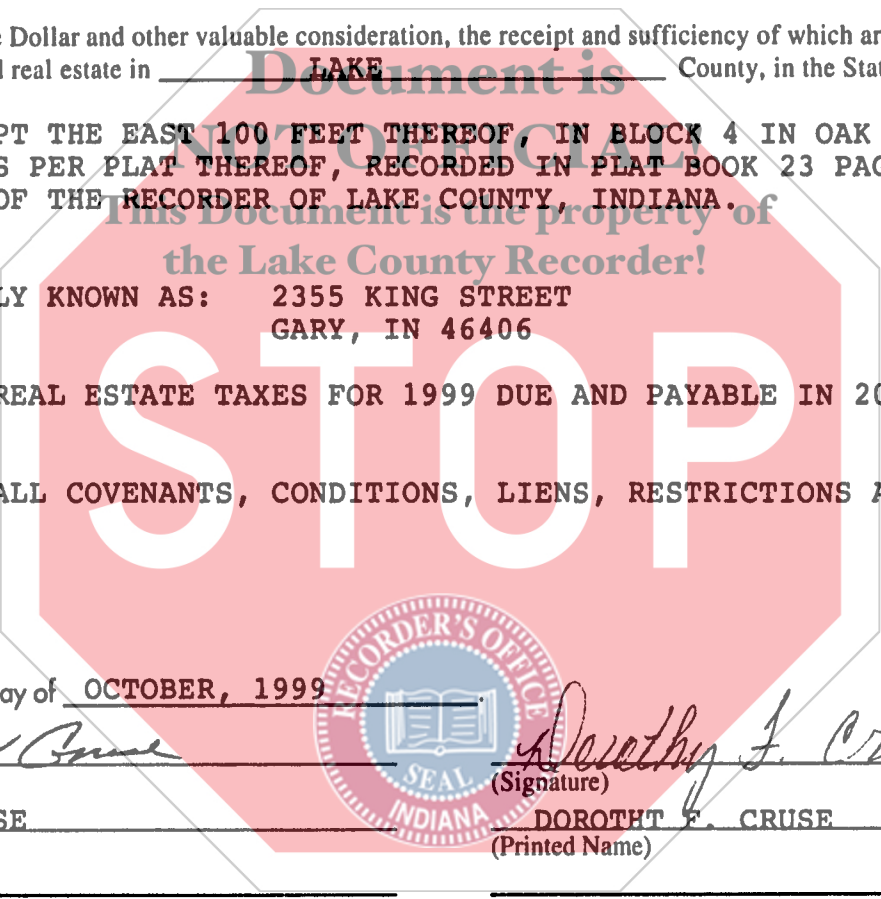 e Dollar and other valuable consideration, the receipt and sufficiency of which ar
Document is
l real estate in LAKE County, in the Stat
PT THE EAST 100 FEET THEREOF, IN BLOCK 4 IN OAK
NOT OFFICIAL!
S PER PLAT THEREOF, RECORDED IN PLAT BOOK 23 PAG
OF THE RECORDER OF LAKE COUNTY, INDIANA.
This Document is the property of
the Lake County Recorder!
LY KNOWN AS: 2355 KING STREET
GARY, IN 46406
STOP
REAL ESTATE TAXES FOR 1999 DUE AND PAYABLE IN 20
ALL COVENANTS, CONDITIONS, LIENS, RESTRICTIONS A
RECORDER'S OFFICE
ay of OCTOBER, 1999.
Cruse Dorothy F. Cr
SEAL
(Signature)
INDIANA
SE DOROTHT F. CRUSE
(Printed Name)